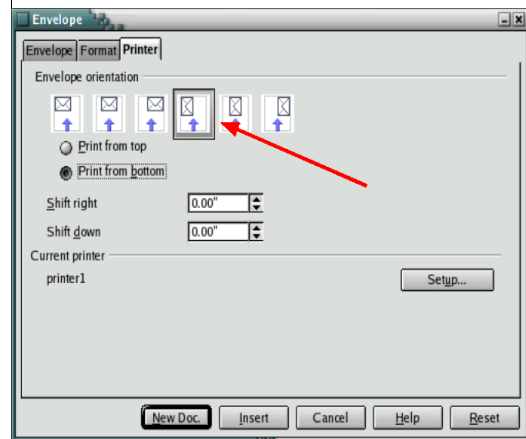 Envelope
Envelope Format Printer
Envelope orientation
Print from top
Print from bottom
Shift right 0.00"
Shift down 0.00"
Current printer
printer1 Setup...
New Doc. Insert Cancel Help Reset